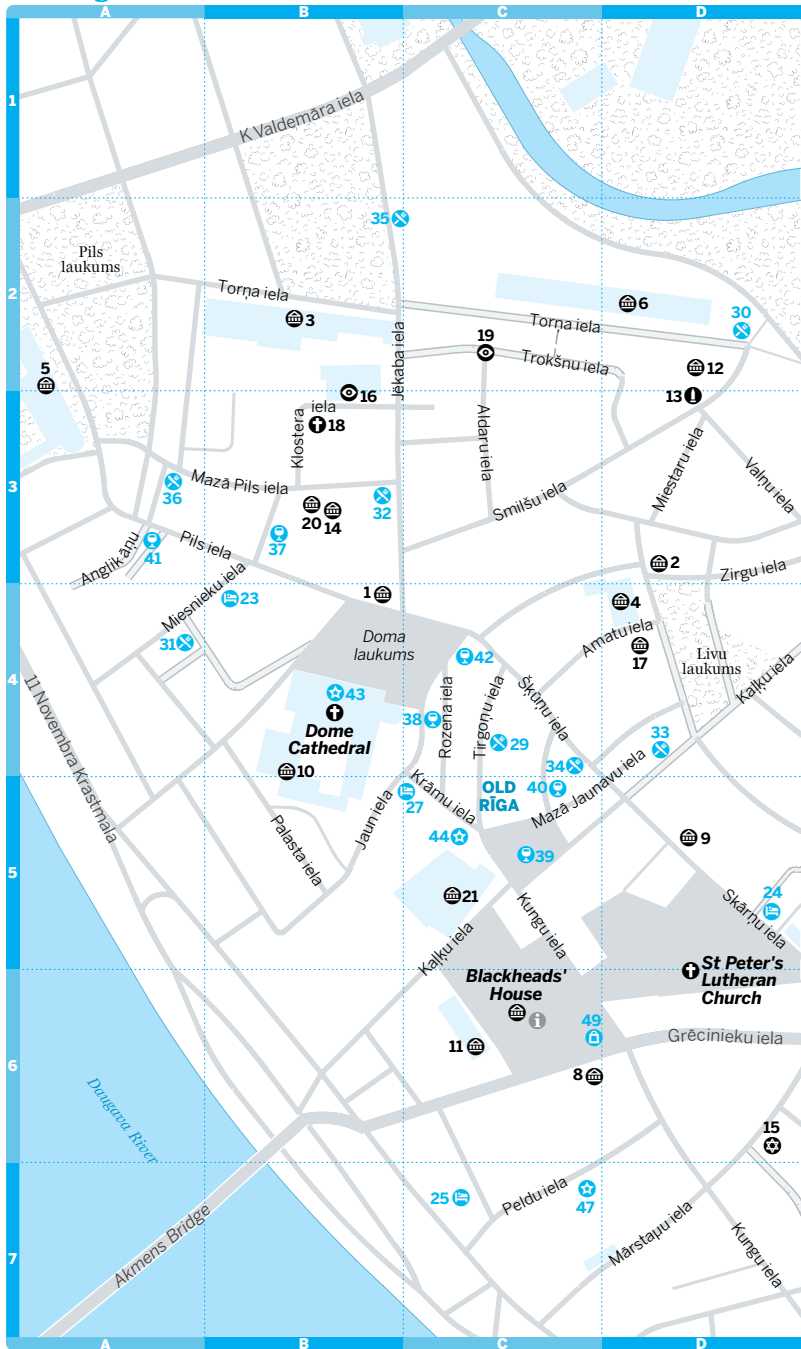 A
B
C
D
1
K Valdemāra iela
35
Pils
laukums
2
Torņa iela
3
6
30
19
Torņa iela
Trokšņu iela
12
5
Jēkaba iela
16
13
Klostera
iela
18
Aldaru iela
3
Mazā Pils iela
36
20
14
32
Smilšu iela
Miestaru iela
Vaļņu iela
Anglikāņu
41
Pils iela
37
2
Zirgu iela
Miesnieku iela
23
1
4
Doma
laukums
31
42
Amatu iela
17
Livu
laukums
4
11 Novembra Krastmala
43
Dome
Cathedral
38
Rozena iela
Tirgoņu iela
Šķūņu iela
29
Kaļķu iela
33
34
10
27
Krāmu iela
OLD
RĪGA
40
Mazā Jaunavu iela
Jaun iela
Palasta iela
44
39
9
5
21
Kungu iela
Skārņu iela
24
Kaļķu iela
Blackheads'
House
St Peter's
Lutheran
Church
49
Grēcinieku iela
11
6
8
Daugava River
15
25
Peldu iela
47
Mārstaļu iela
Kungu iela
7
Akmens Bridge
A
B
C
D